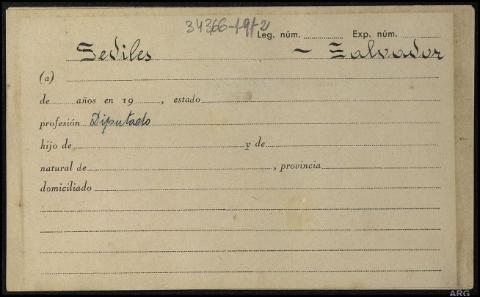 34366-1912
Leg. núm. Exp. núm.
Sediles - Salvador
(a)
de años en 19 , estado
profesión Diputado
hijo de y de
natural de , provincia
domiciliado
ARG